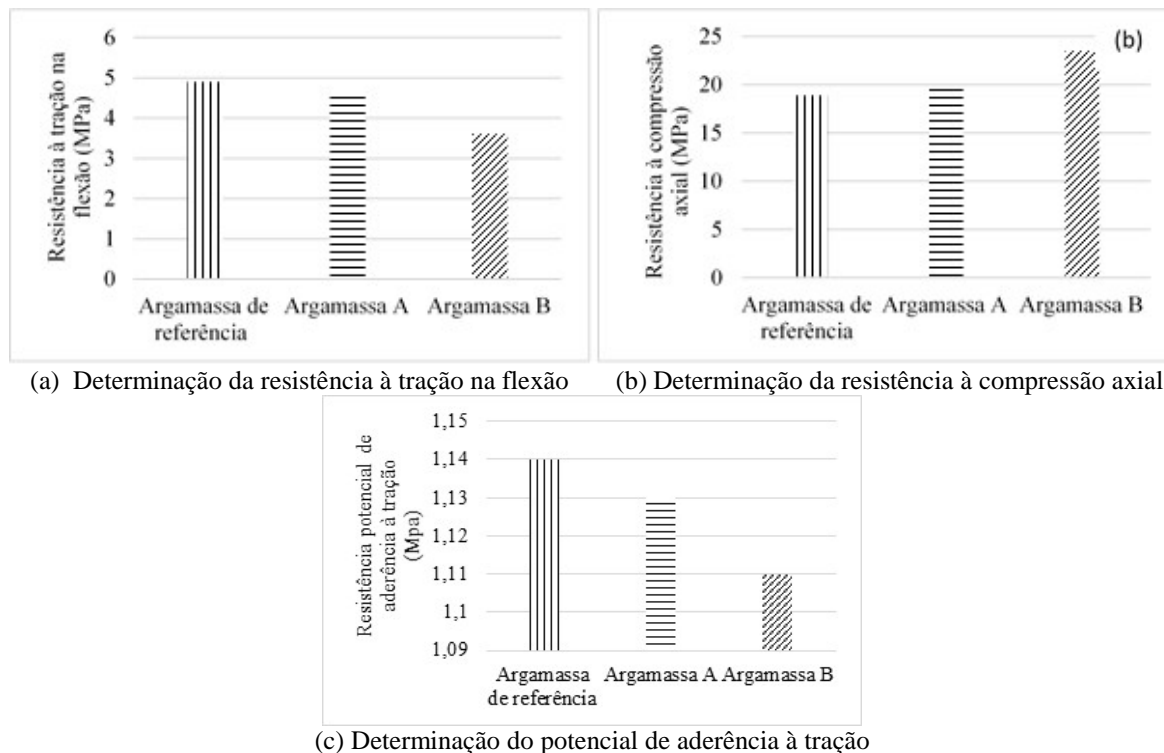 Resistência à tração na
flexão (MPa)
6
5
4
3
2
1
0
Argamassa de
referência
Argamassa A
Argamassa B
(b)
Resistência à compressão
axial (MPa)
25
20
15
10
5
0
Argamassa de
referência
Argamassa A
Argamassa B
(a) Determinação da resistência à tração na flexão
(b) Determinação da resistência à compressão axial
Resistência potencial de
aderência à tração
(Mpa)
1,15
1,14
1,13
1,12
1,11
1,1
1,09
Argamassa
de referência
Argamassa A
Argamassa B
(c) Determinação do potencial de aderência à tração